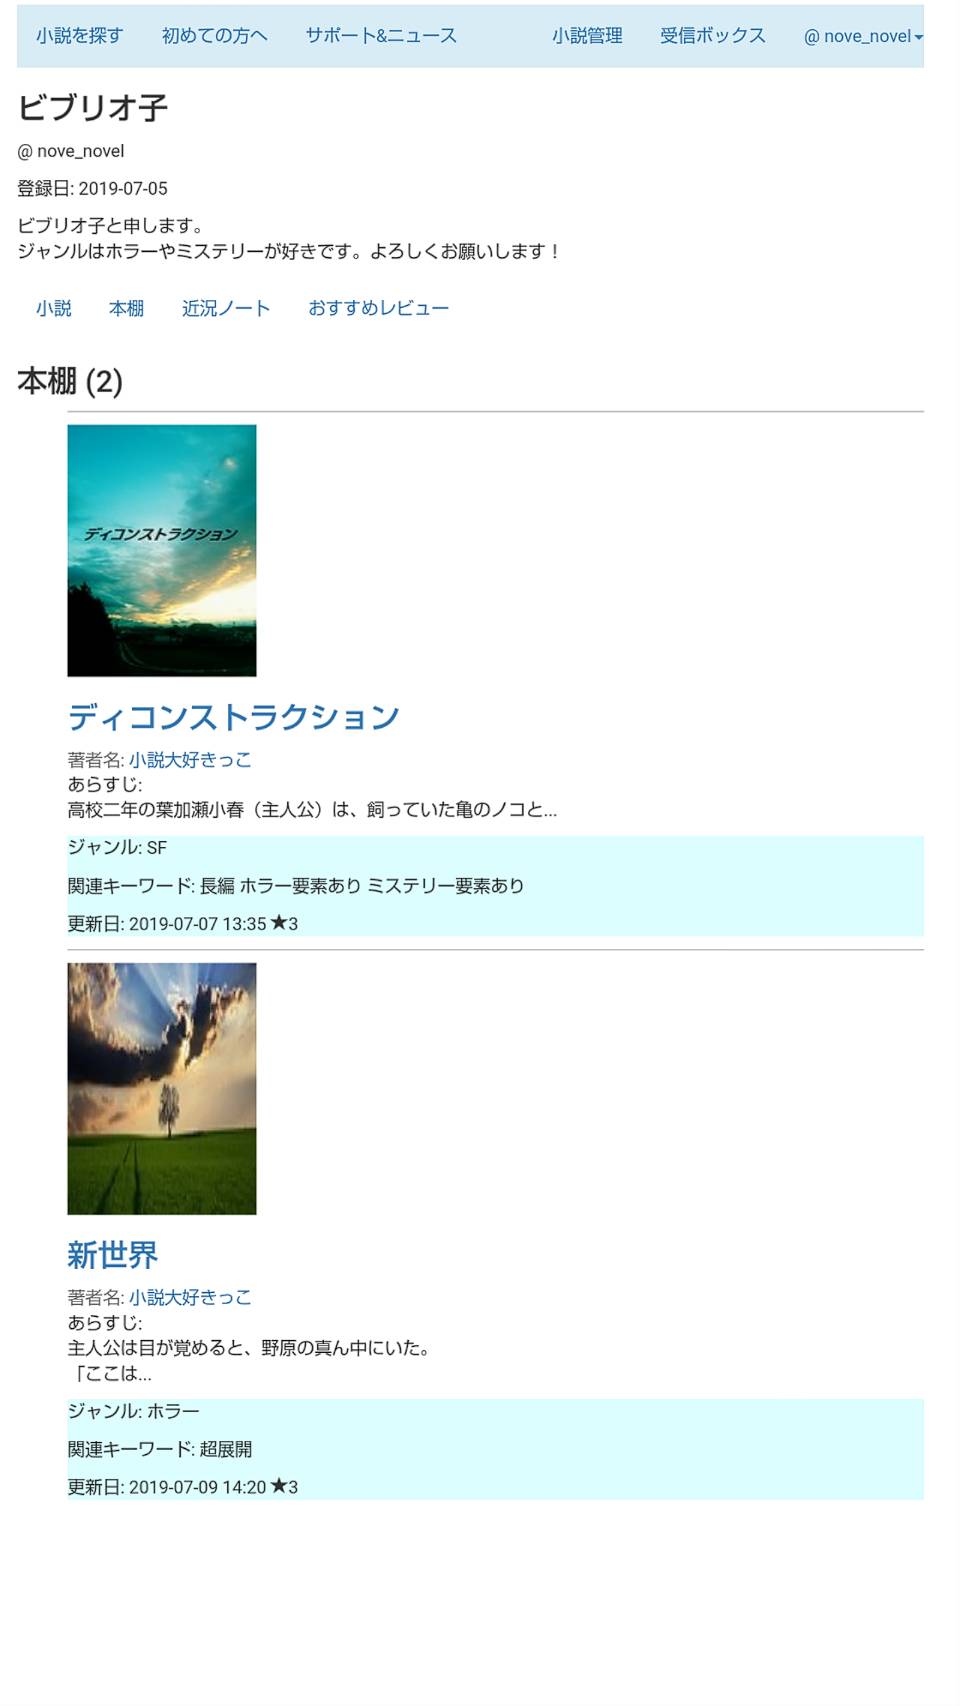 小説を探す 初めての方へ サポート&ニュース 小説管理 受信ボックス @ nove_novel
ビブリオ子
@ nove_novel
登録日: 2019-07-05
ビブリオ子と申します。
ジャンルはホラーやミステリーが好きです。よろしくお願いします！
小説 本棚 近況ノート おすすめレビュー
本棚 (2)
ディコンストラクション
ディコンストラクション
著者名: 小説大好きっこ
あらすじ:
高校二年の葉加瀬小春（主人公）は、飼っていた亀のノコと...
ジャンル: SF
関連キーワード: 長編 ホラー要素あり ミステリー要素あり
更新日: 2019-07-07 13:35 ★3
新世界
著者名: 小説大好きっこ
あらすじ:
主人公は目が覚めると、野原の真ん中にいた。
「ここは...
ジャンル: ホラー
関連キーワード: 超展開
更新日: 2019-07-09 14:20 ★3